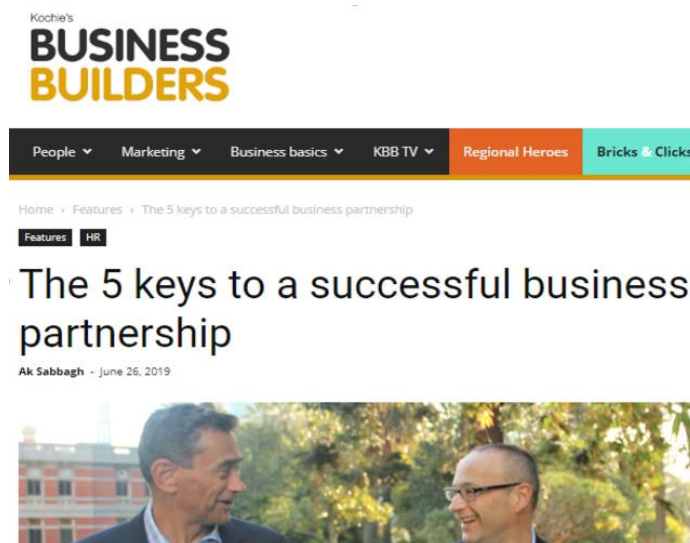 Kochie's
BUSINESS
BUILDERS
People Marketing Business basics KBB TV Regional Heroes Bricks & Clicks
Home › Features › The 5 keys to a successful business partnership
Features HR
The 5 keys to a successful business
partnership
Ak Sabbagh - June 26, 2019